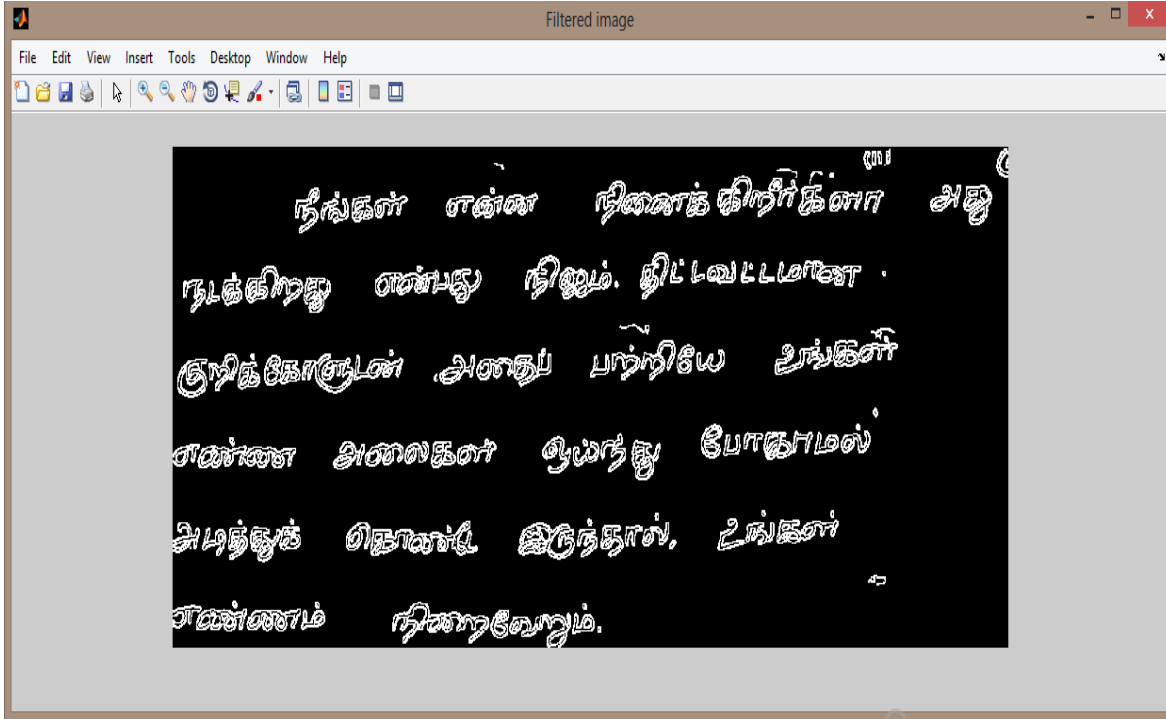 File Edit View Insert Tools Desktop Window Help
Filtered image
நீங்கள் என்ன நினைக்கிறீர்களா அது
நடக்கிறது என்பது நிஜம். திட்டவட்டமான
குறிக்கோளுடன் அதைப் பற்றியே உங்கள்
எண்ண அலைகள் ஓய்ந்து போகாமல்
அடித்துக் கொண்டே இருந்தால், உங்கள்
எண்ணம் நிறைவேறும்.